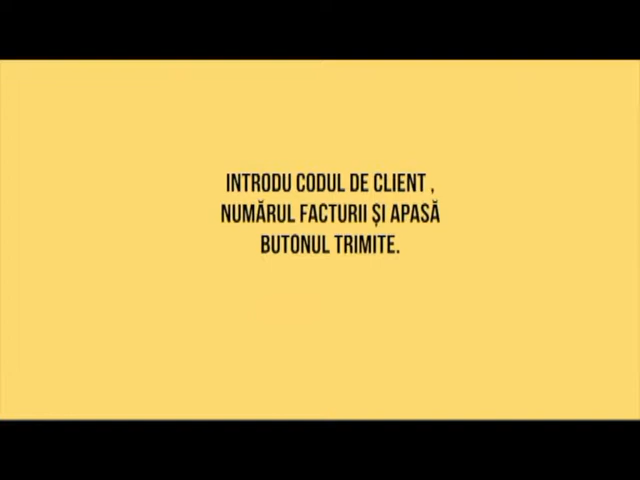 INTRODU CODUL DE CLIENT ,
NUMĂRUL FACTURII ȘI APASĂ
BUTONUL TRIMITE.